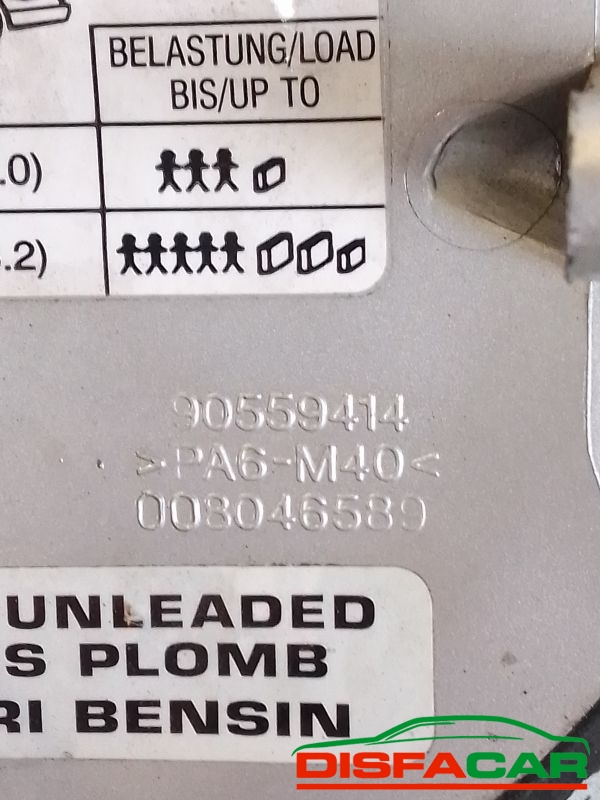 BELASTUNG/LOAD
BIS/UP TO
.0)
.2)
90559414
>PA6-M40<
008046589
UNLEADED
S PLOMB
RI BENSIN
DISFACAR